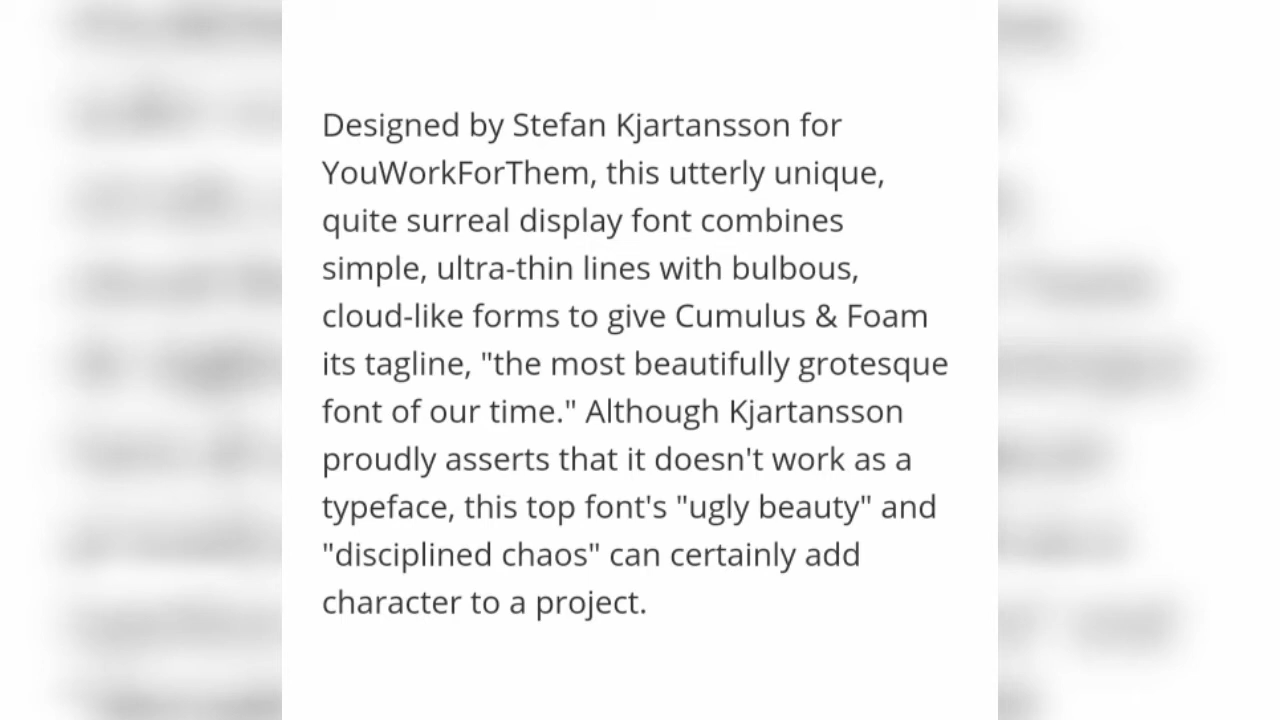 Designed by Stefan Kjartansson for
YouWorkForThem, this utterly unique,
quite surreal display font combines
simple, ultra-thin lines with bulbous,
cloud-like forms to give Cumulus & Foam
its tagline, "the most beautifully grotesque
font of our time." Although Kjartansson
proudly asserts that it doesn't work as a
typeface, this top font's "ugly beauty" and
"disciplined chaos" can certainly add
character to a project.